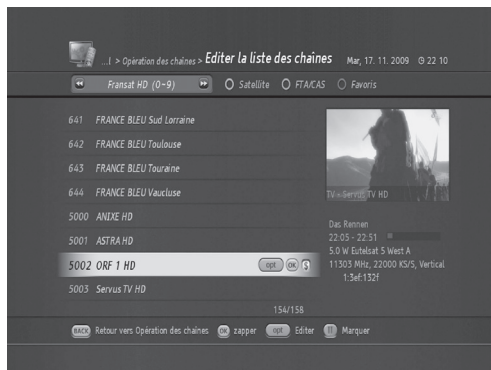 ...l > Opération des chaînes > Editer la liste des chaînes Mar, 17. 11. 2009 22 10
Fransat HD (0~9) Satellite FTA/CAS Favoris
641 FRANCE BLEU Sud Lorraine
642 FRANCE BLEU Toulouse
643 FRANCE BLEU Touraine
644 FRANCE BLEU Vaucluse
5000 ANIXE HD
5001 ASTRA HD
5002 ORF 1 HD opt OK $
5003 Servus TV HD
154/158
TV - Servus TV HD
Das Rennen
22:05 - 22:51
5.0 W Eutelsat 5 West A
11303 MHz, 22000 KS/S, Vertical
1:3ef:132f
BACK Retour vers Opération des chaines OK zapper opt Editer Marquer